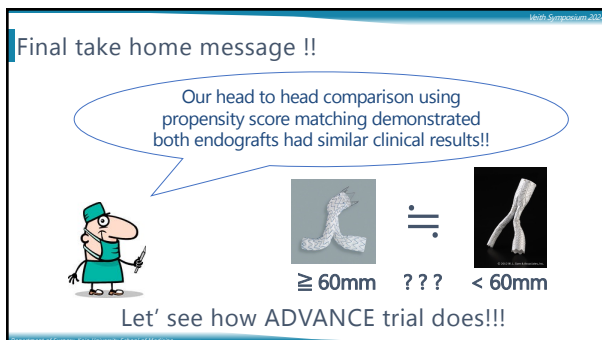 Veith Symposium 202
Final take home message !!
Our head to head comparison using
propensity score matching demonstrated
both endografts had similar clinical results!!
≒
≧ 60mm ? ? ? < 60mm
Let' see how ADVANCE trial does!!!